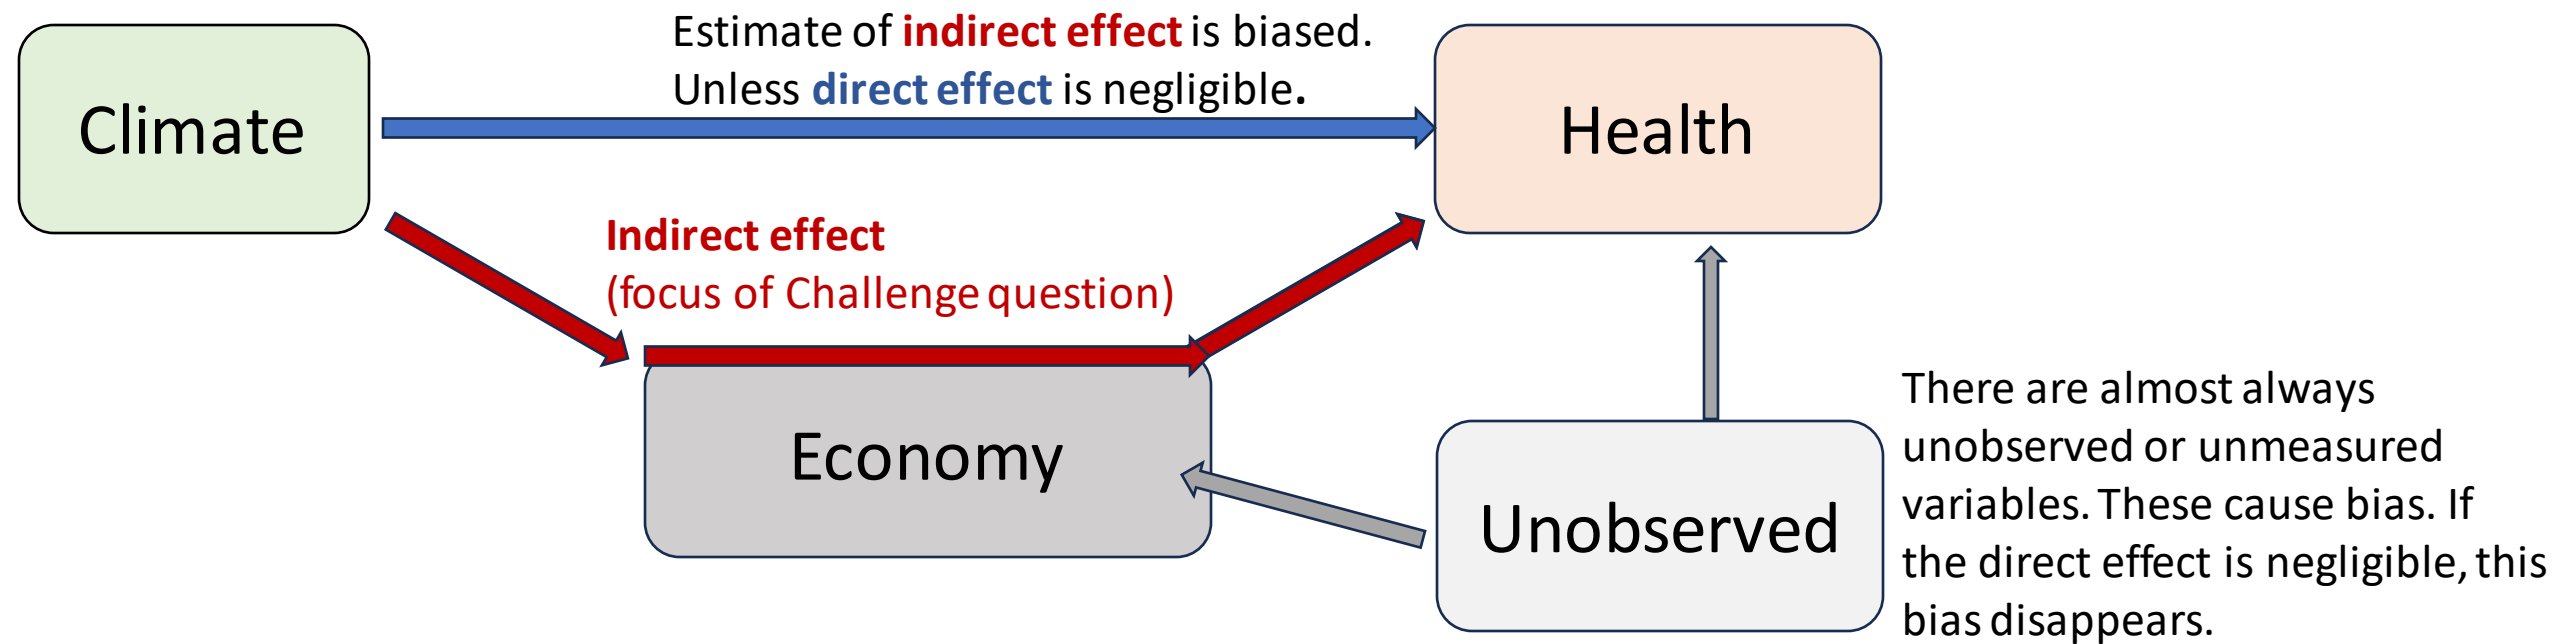 Estimate of indirect effect is biased.
Unless direct effect is negligible.
Climate
Health
Indirect effect
(focus of Challenge question)
Economy
Unobserved
There are almost always
unobserved or unmeasured
variables. These cause bias. If
the direct effect is negligible, this
bias disappears.